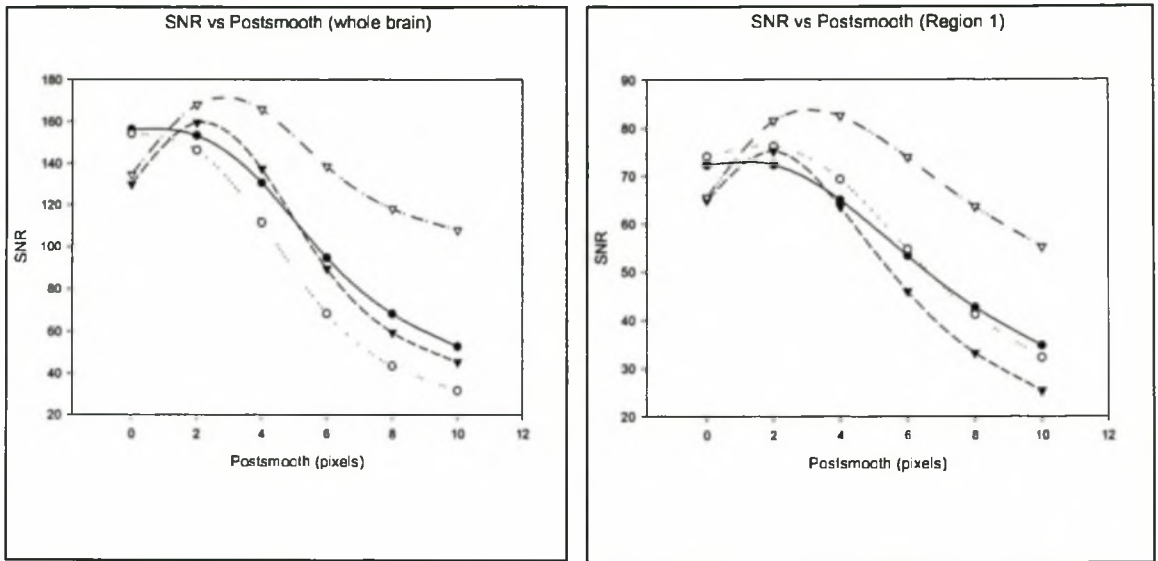 SNR vs Postsmooth (whole brain)
180
160
140
120
100
80
60
40
20
SNR
0 2 4 6 8 10 12
Postsmooth (pixels)
SNR vs Postsmooth (Region 1)
90
80
70
60
50
40
30
20
SNR
0 2 4 6 8 10 12
Postsmooth (pixels)